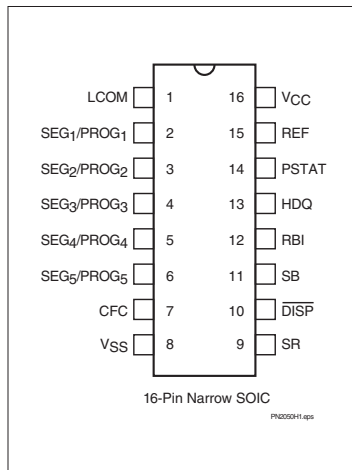 LCOM 1 16 VCC
SEG1/PROG1 2 15 REF
SEG2/PROG2 3 14 PSTAT
SEG3/PROG3 4 13 HDQ
SEG4/PROG4 5 12 RBI
SEG5/PROG5 6 11 SB
CFC 7 10 DISP
VSS 8 9 SR
16-Pin Narrow SOIC
PN2050H1.eps